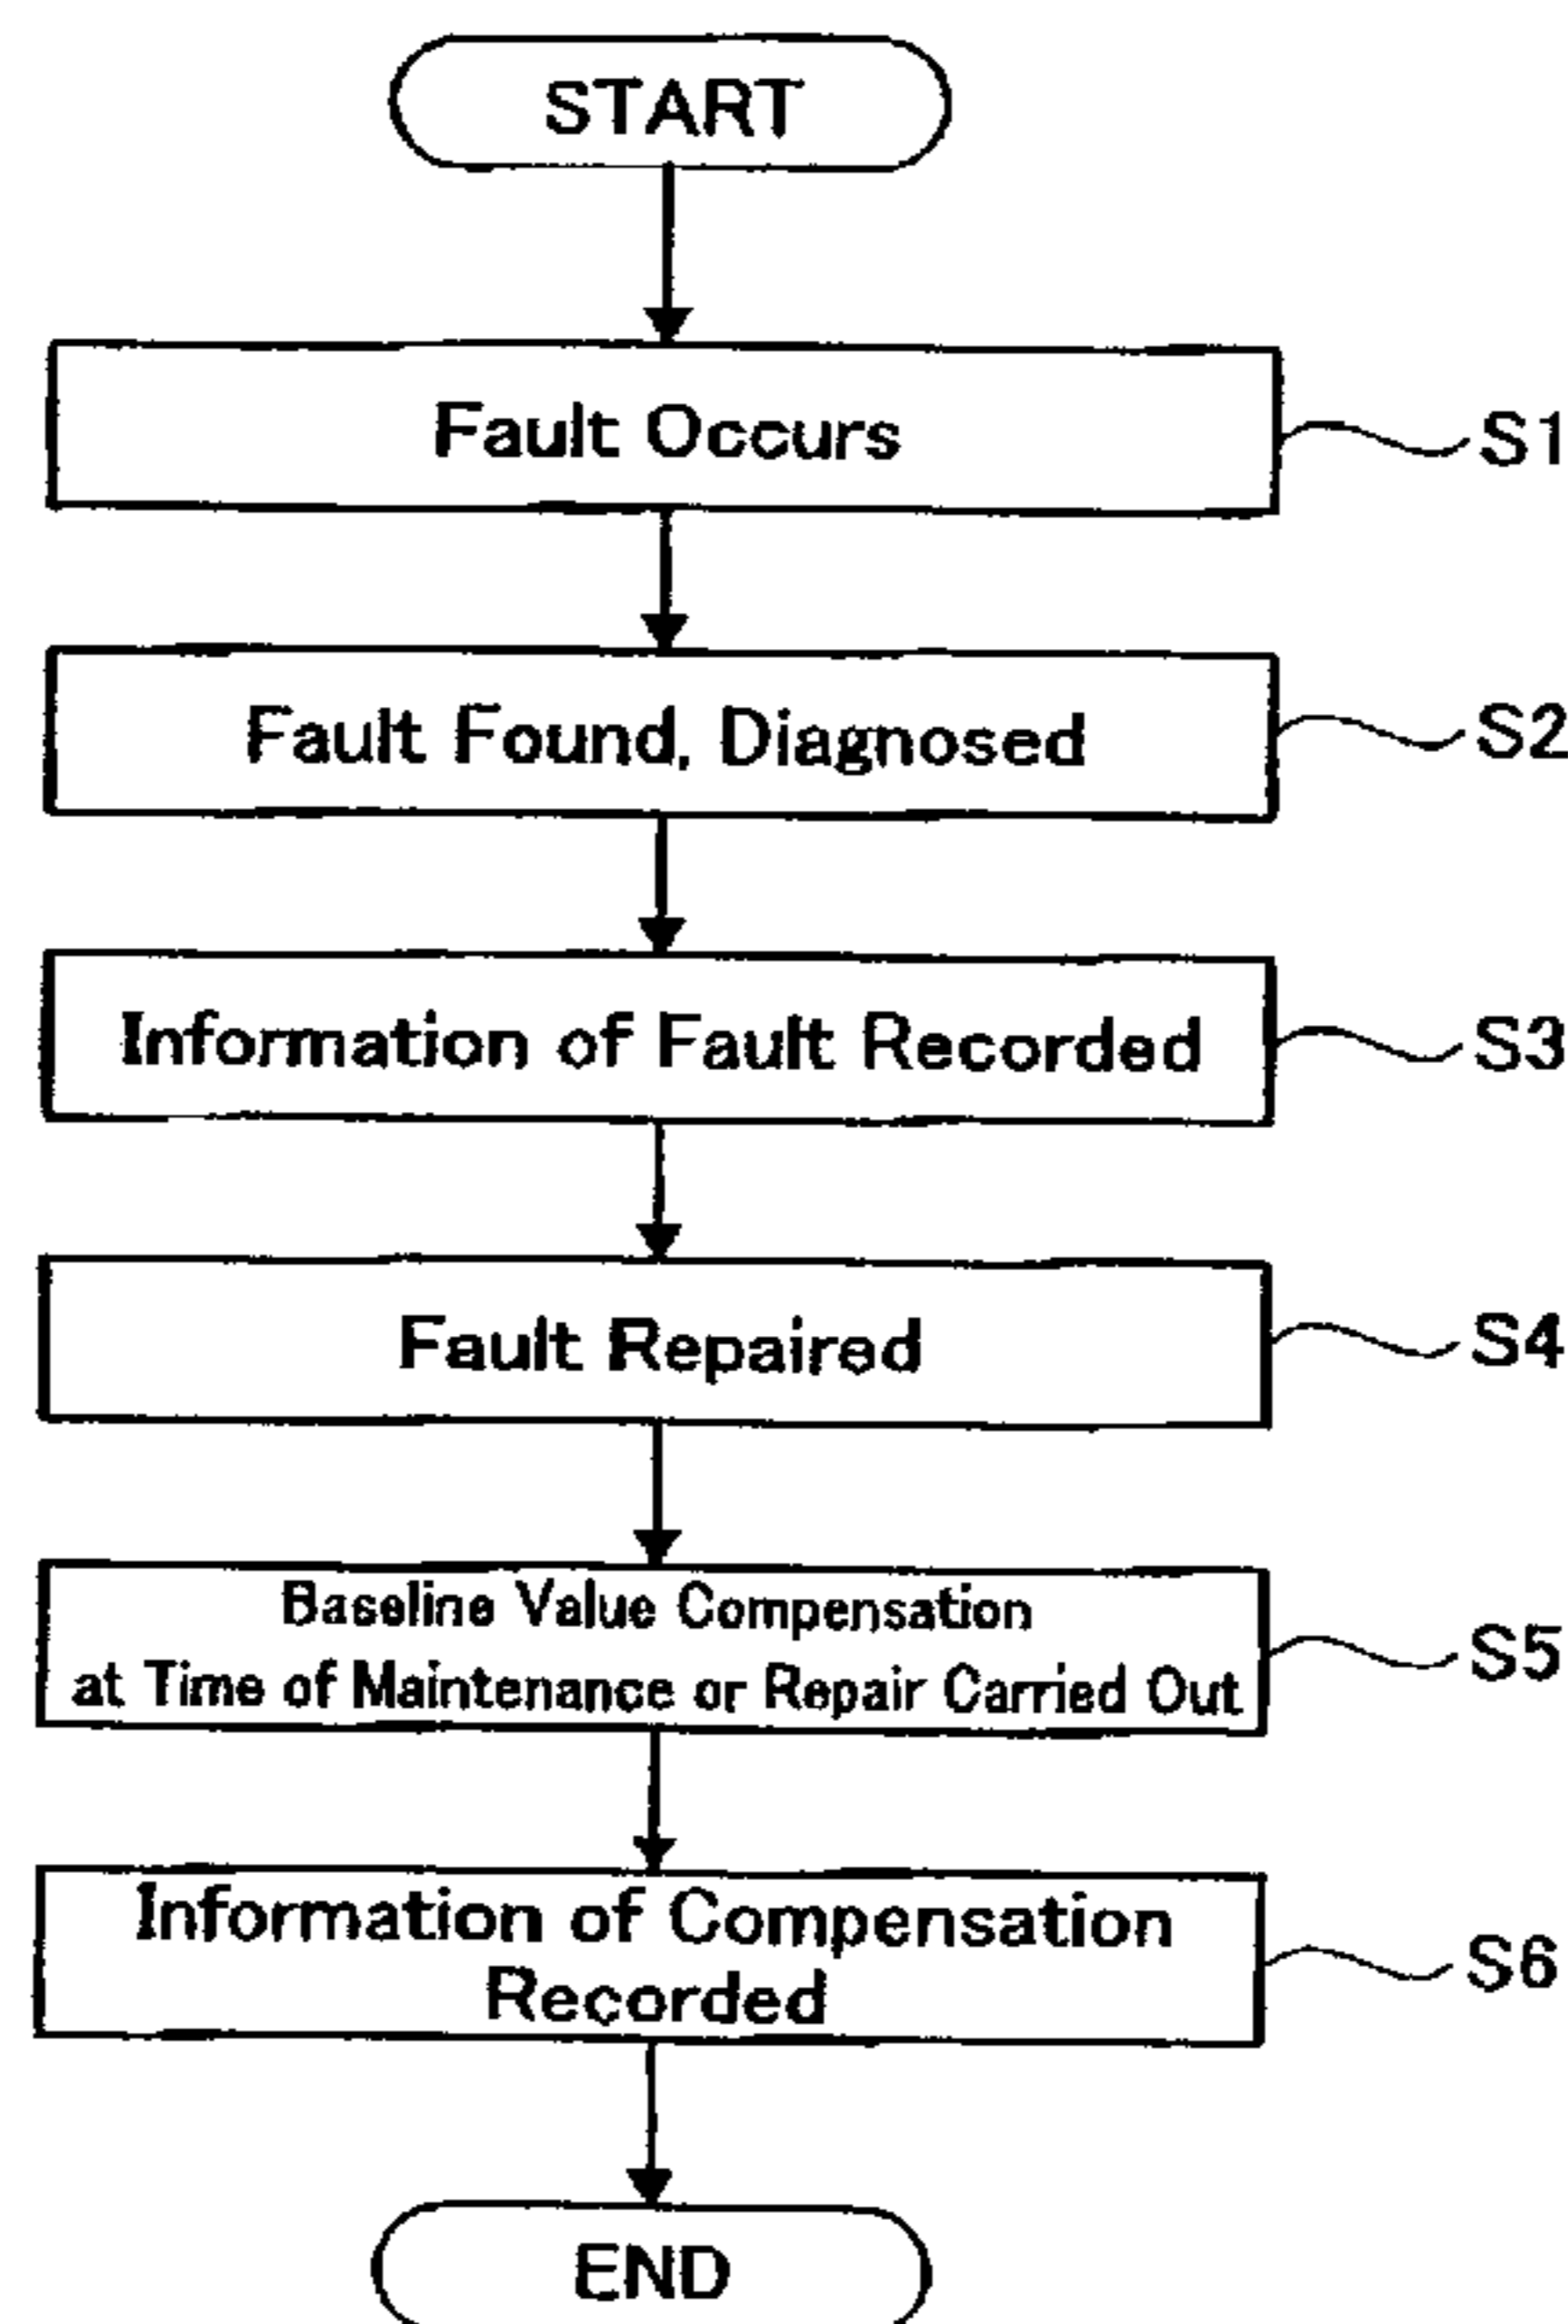 START
Fault Occurs
S1
Fault Found, Diagnosed
S2
Information of Fault Recorded
S3
Fault Repaired
S4
Baseline Value Compensation
at Time of Maintenance or Repair Carried Out
S5
Information of Compensation
Recorded
S6
END